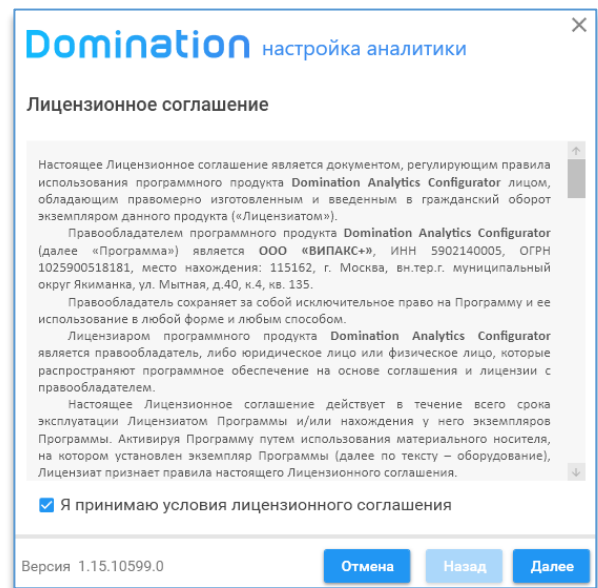 Domination настройка аналитики
Лицензионное соглашение
Настоящее Лицензионное соглашение является документом, регулирующим правила
использования программного продукта Domination Analytics Configurator лицом,
обладающим правомерно изготовленным и введенным в гражданский оборот
экземпляром данного продукта («Лицензиатом»).
Правообладателем программного продукта Domination Analytics Configurator
(далее «Программа») является ООО «ВИПАКС+», ИНН 5902140005, ОГРН
1025900518181, место нахождения: 115162, г. Москва, вн.тер.г. муниципальный
округ Якиманка, ул. Мытная, д.40, к.4, кв. 135.
Правообладатель сохраняет за собой исключительное право на Программу и ее
использование в любой форме и любым способом.
Лицензиаром программного продукта Domination Analytics Configurator
является правообладатель, либо юридическое лицо или физическое лицо, которые
распространяют программное обеспечение на основе соглашения и лицензии с
правообладателем.
Настоящее Лицензионное соглашение действует в течение всего срока
эксплуатации Лицензиатом Программы и/или нахождения у него экземпляров
Программы. Активируя Программу путем использования материального носителя,
на котором установлен экземпляр Программы (далее по тексту – оборудование),
Лицензиат признает правила настоящего Лицензионного соглашения.
Я принимаю условия лицензионного соглашения
Версия 1.15.10599.0 Отмена Назад Далее